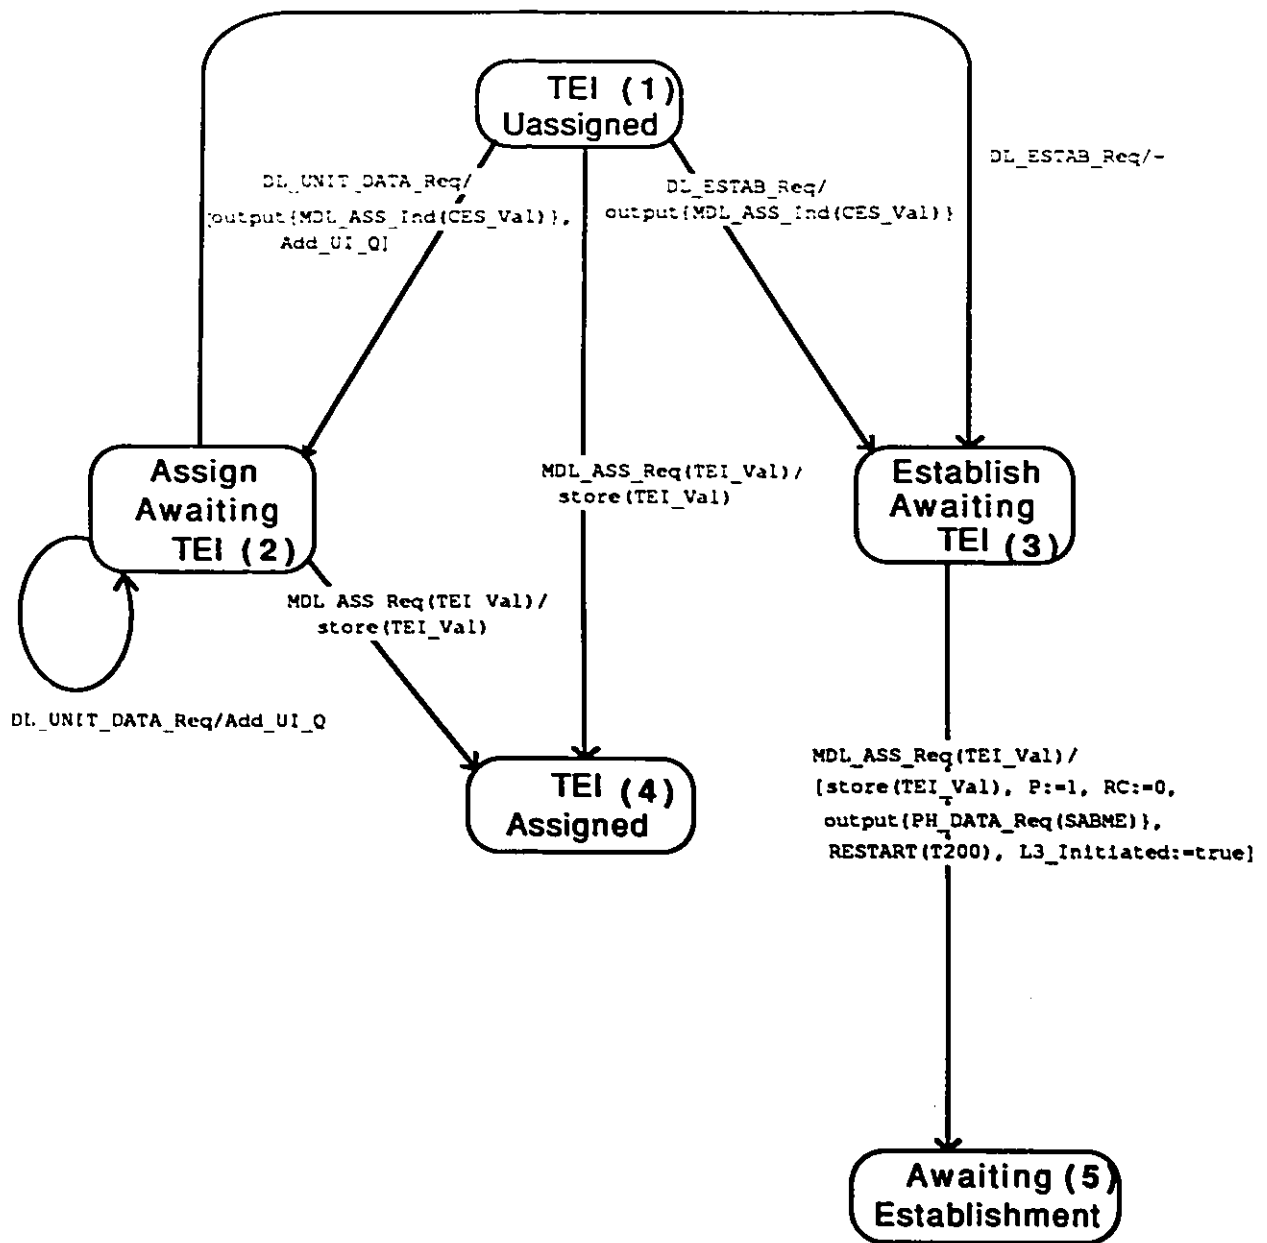 TEI (1)
Uassigned
DL_ESTAB_Req/-
DL_UNIT_DATA_Req/
[output{MDL_ASS_Ind(CES_Val)},
Add_UI_Q]
DL_ESTAB_Req/
output{MDL_ASS_Ind(CES_Val)}
Assign
Awaiting
TEI (2)
MDL_ASS_Req(TEI_Val)/
store(TEI_Val)
Establish
Awaiting
TEI (3)
MDL ASS Req(TEI Val)/
store(TEI_Val)
DL_UNIT_DATA_Req/Add_UI_Q
TEI (4)
Assigned
MDL_ASS_Req(TEI_Val)/
[store(TEI_Val), P:=1, RC:=0,
output{PH_DATA_Req(SABME)},
RESTART(T200), L3_Initiated:=true]
Awaiting (5)
Establishment